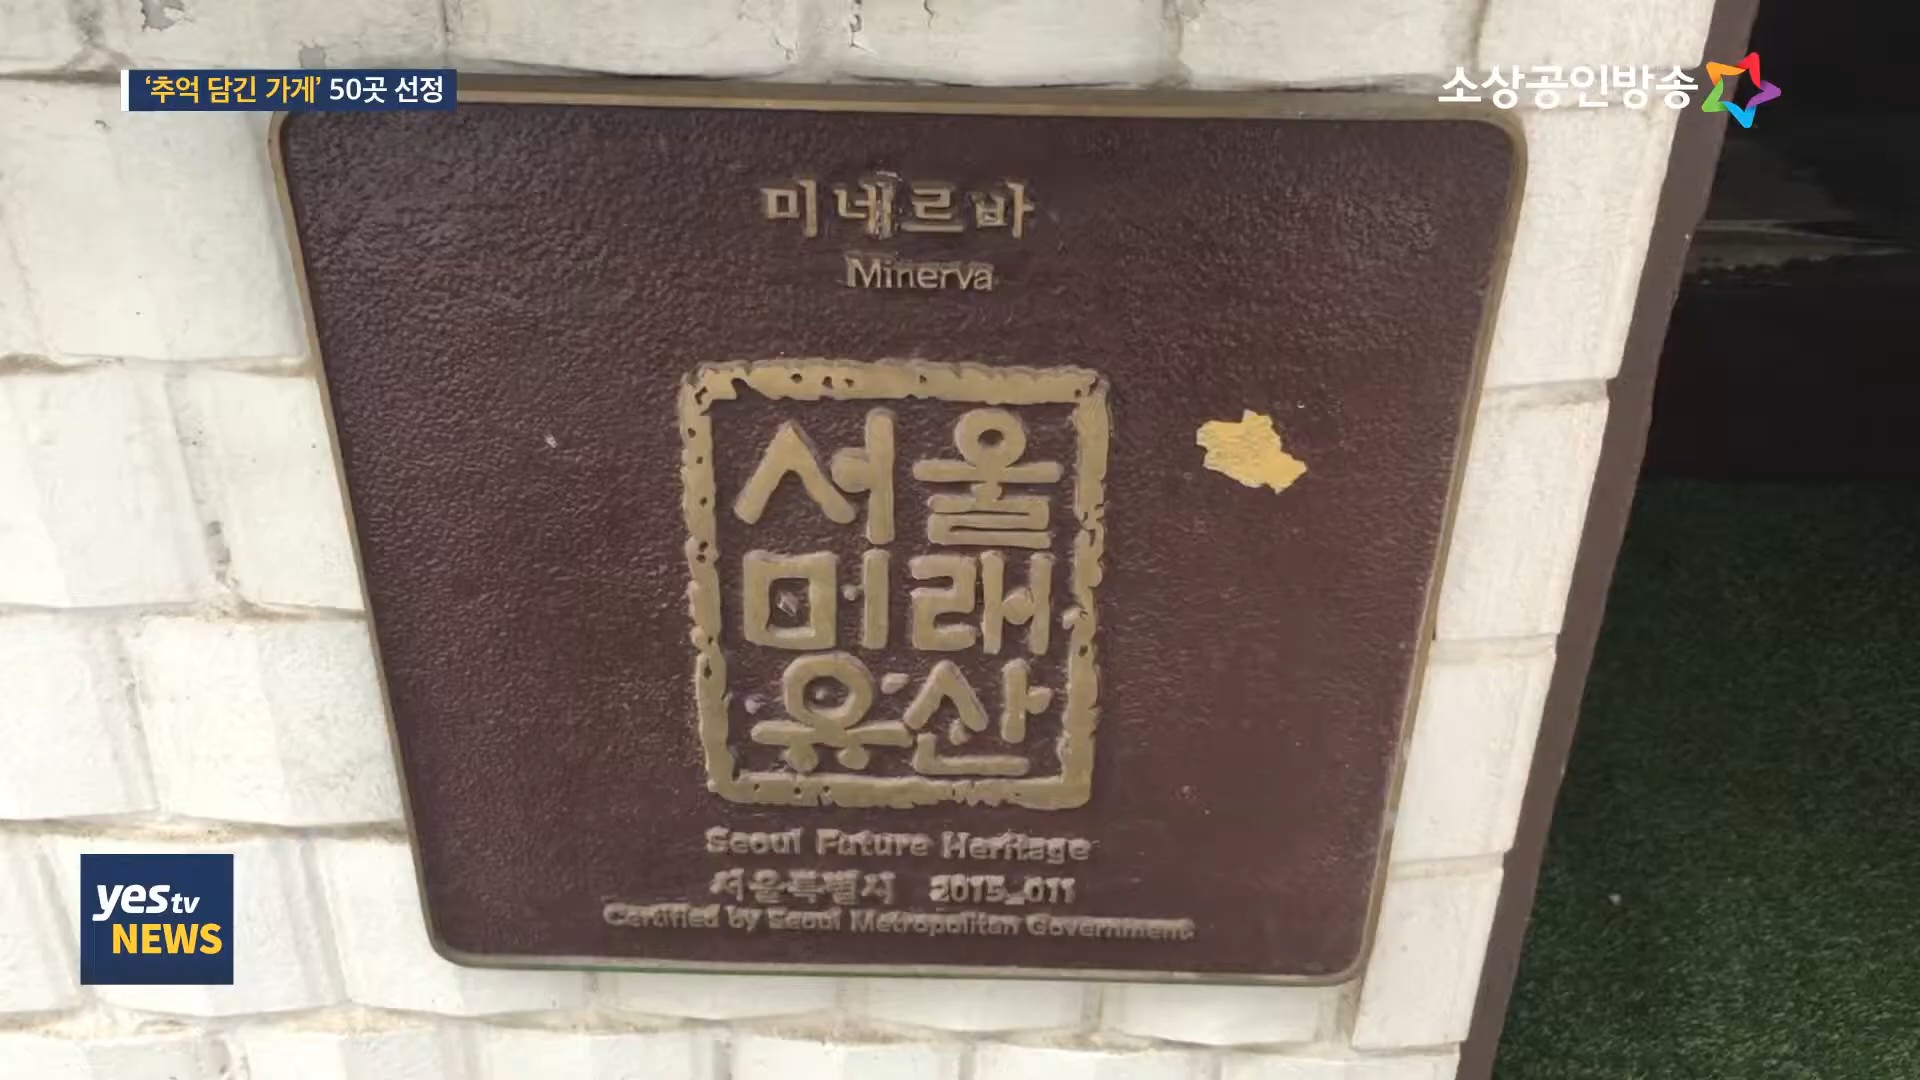 ‘추억 담긴 가게’ 50곳 선정
소상공인방송
미네르바
Minerva
서울
미래
유산
Seoul Future Heritage
서울특별시 2015_011
Certified by Seoul Metropolitan Government
yes tv
NEWS